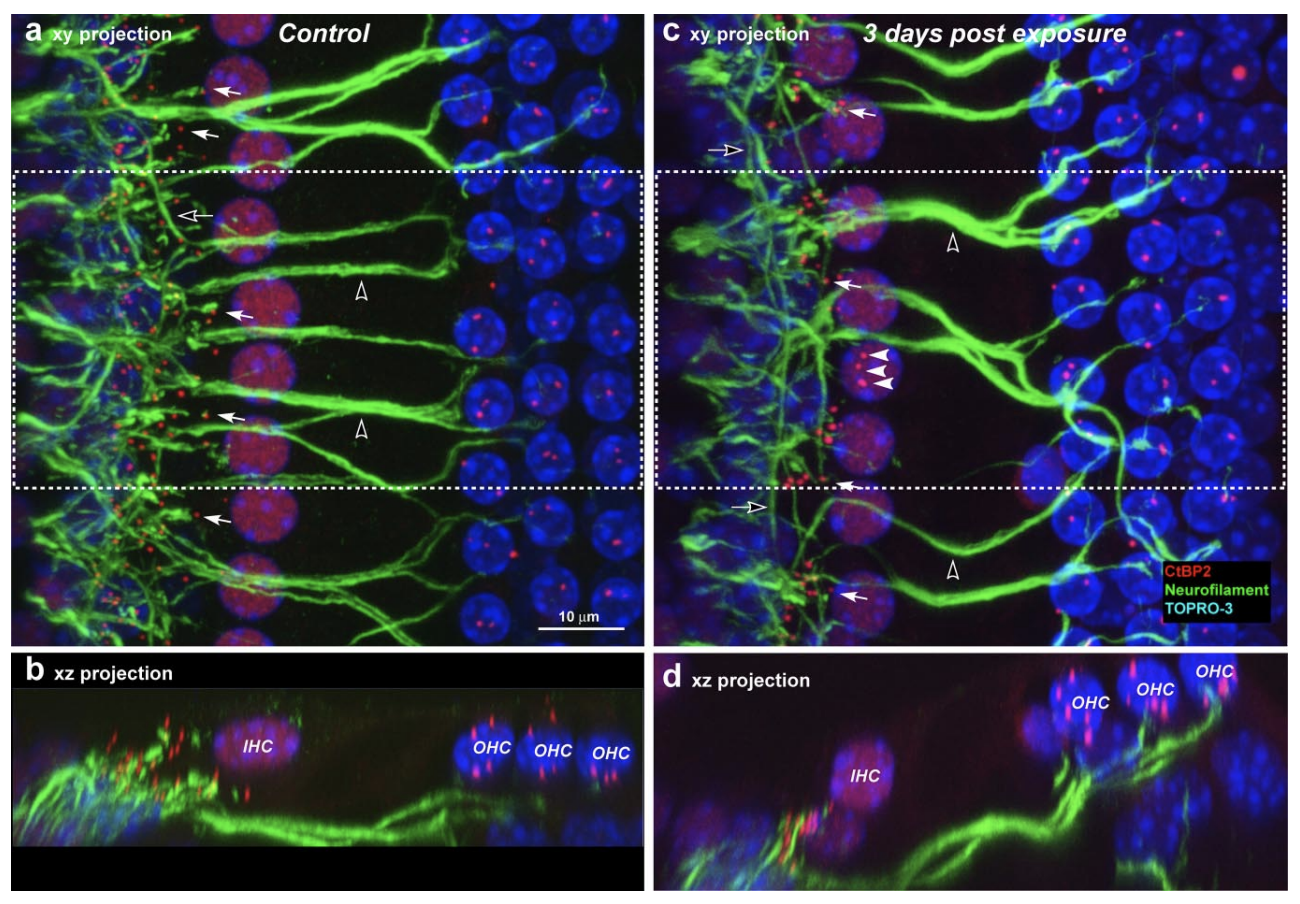 a xy projection Control
c xy projection 3 days post exposure
10 μm
CtBP2
Neurofilament
TOPRO-3
b xz projection
IHC
OHC
OHC
OHC
d xz projection
OHC
OHC
OHC
IHC